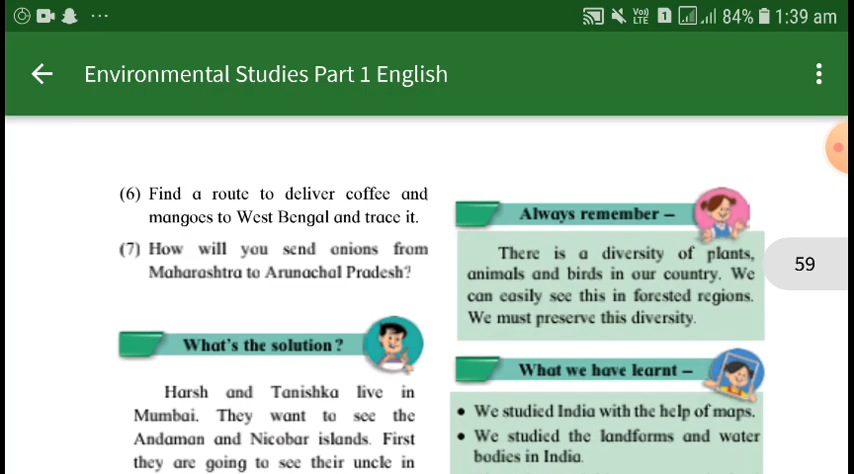 ... Vo)) LTE 1 84% 1:39 am
Environmental Studies Part 1 English
(6) Find a route to deliver coffee and
mangoes to West Bengal and trace it.
(7) How will you send onions from
Maharashtra to Arunachal Pradesh?
What's the solution ?
Harsh and Tanishka live in
Mumbai. They want to see the
Andaman and Nicobar islands. First
they are going to see their uncle in
Always remember –
There is a diversity of plants,
animals and birds in our country. We
can easily see this in forested regions.
We must preserve this diversity.
59
What we have learnt –
• We studied India with the help of maps.
• We studied the landforms and water
bodies in India.